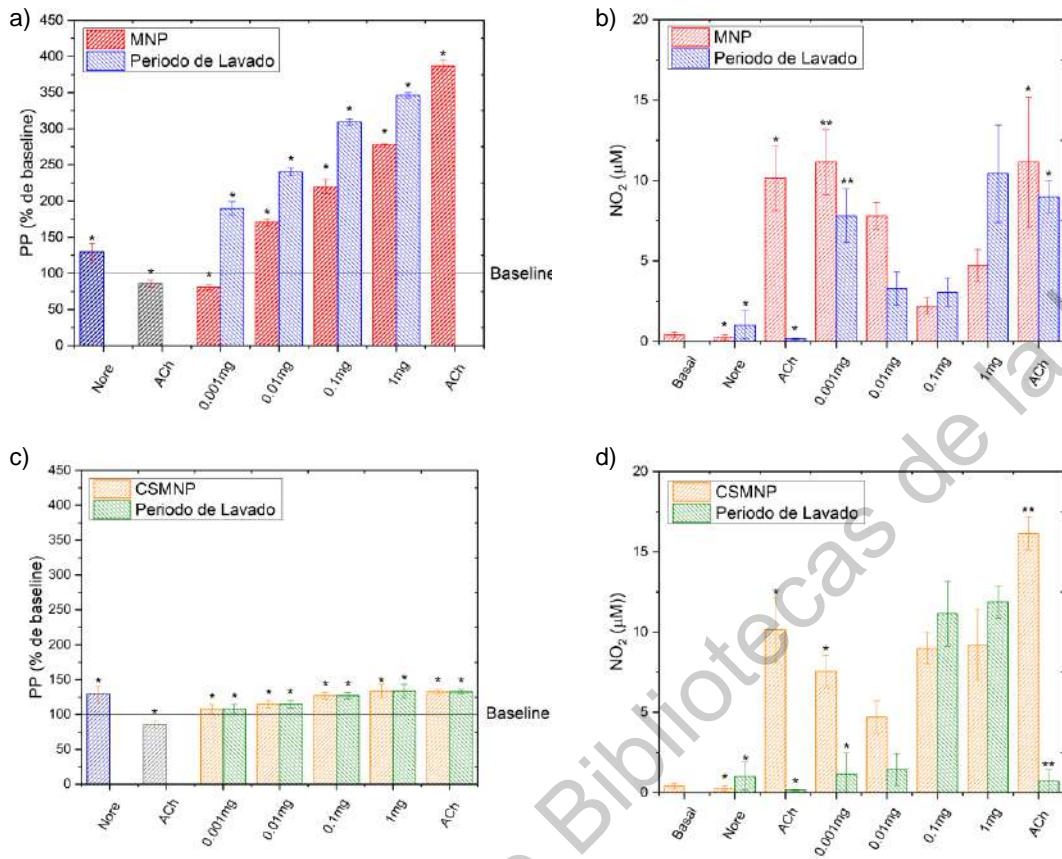 a)
MNP
Periodo de Lavado
PP (% de baseline)
450
400
350
300
250
200
150
100
50
0
* * * * * * * * * * *
Baseline
Nore
ACh
0.001mg
0.01mg
0.1mg
1mg
ACh
b)
MNP
Periodo de Lavado
NO2 (µM)
20
15
10
5
0
* * * * ** ** * *
Basal
Nore
ACh
0.001mg
0.01mg
0.1mg
1mg
ACh
c)
CSMNP
Periodo de Lavado
PP (% de baseline)
450
400
350
300
250
200
150
100
50
0
* * * * * * * * * * * *
Baseline
Nore
ACh
0.001mg
0.01mg
0.1mg
1mg
ACh
d)
CSMNP
Periodo de Lavado
NO2 (µM))
20
15
10
5
0
* * * * * * ** **
Basal
Nore
ACh
0.001mg
0.01mg
0.1mg
1mg
ACh
Bibliotecas de la